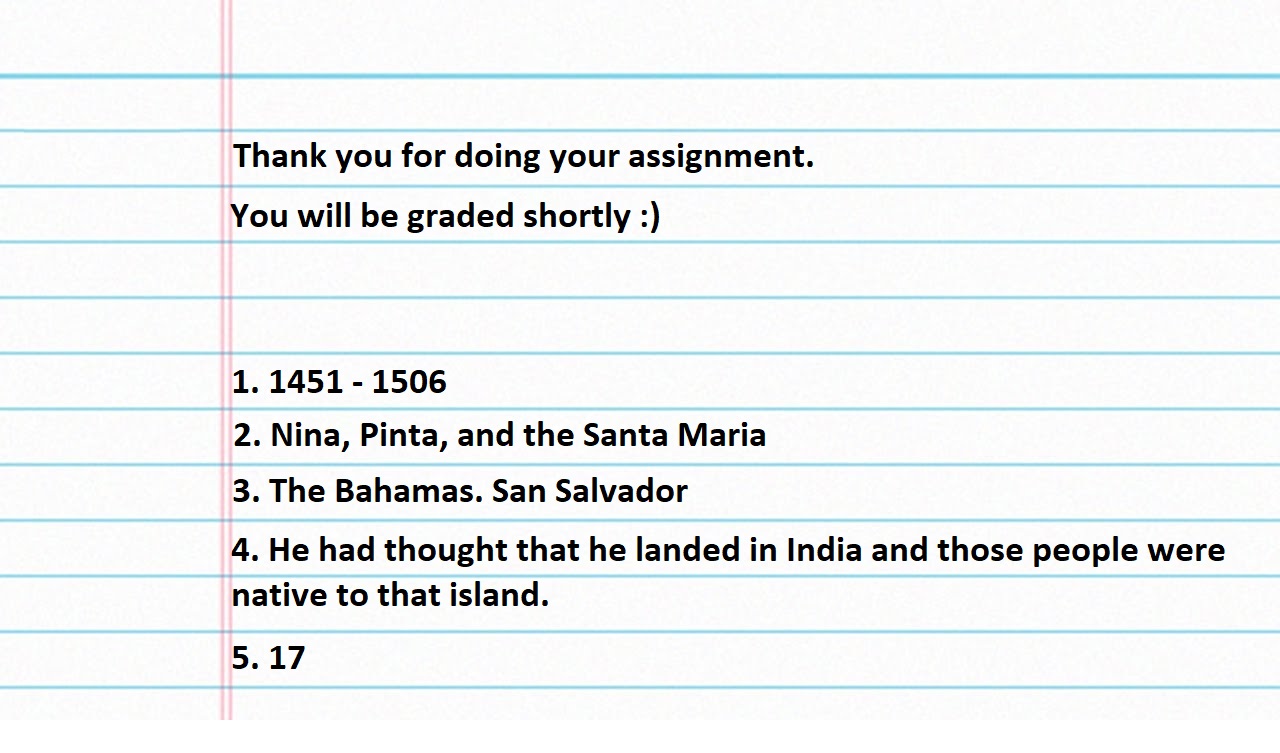 Thank you for doing your assignment.
You will be graded shortly :)
1. 1451 - 1506
2. Nina, Pinta, and the Santa Maria
3. The Bahamas. San Salvador
4. He had thought that he landed in India and those people were
native to that island.
5. 17